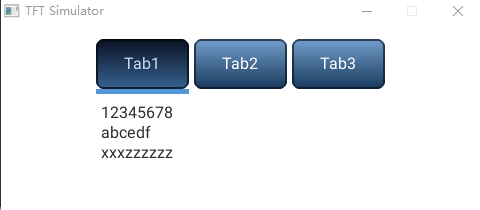 TFT Simulator
Tab1 Tab2 Tab3
12345678
abcedf
xxxzzzzzz